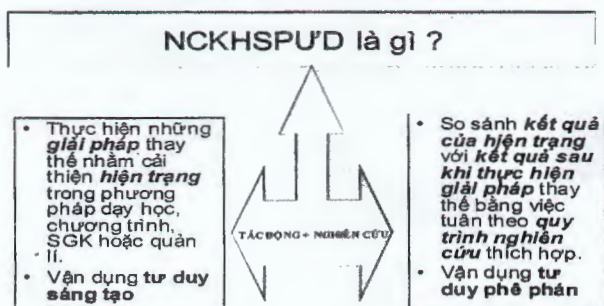 NCKHSPƯD là gì ?
• Thực hiện những
giải pháp thay
thế nhằm cải
thiện hiện trạng
trong phương
pháp dạy học,
chương trình,
SGK hoặc quản
lí.
• Vận dụng tư duy
sáng tạo
TÁC ĐỘNG + NGHIÊN CỨU
• So sánh kết quả
của hiện trạng
với kết quả sau
khi thực hiện
giải pháp thay
thế bằng việc
tuân theo quy
trình nghiên
cứu thích hợp.
• Vận dụng tư
duy phê phán